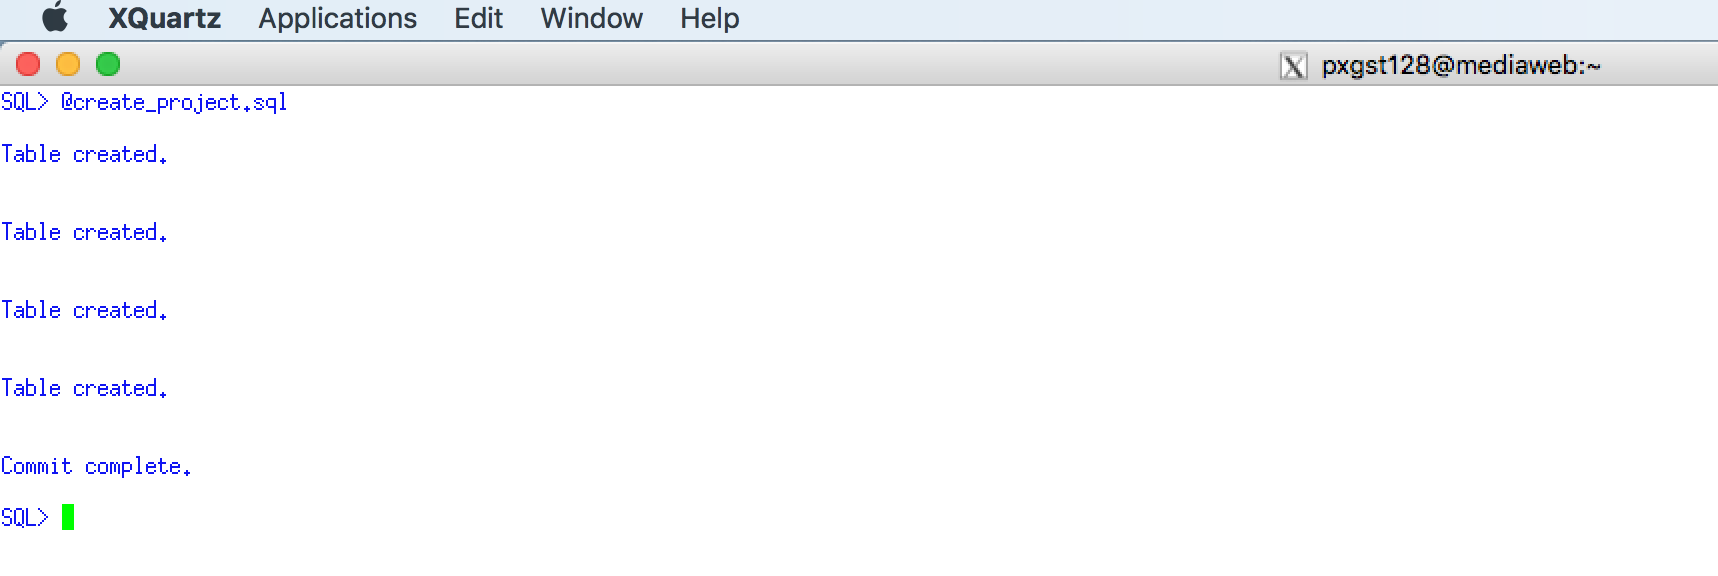 XQuartz Applications Edit Window Help
pxgst128@mediaweb:~
SQL> @create_project.sql
Table created.
Table created.
Table created.
Table created.
Commit complete.
SQL>